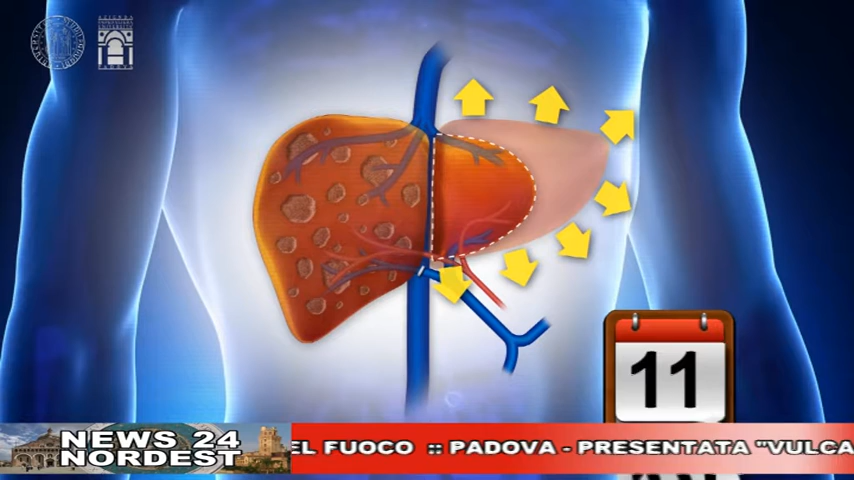 11
NEWS 24
NORDEST
EL FUOCO :: PADOVA - PRESENTATA "VULCA